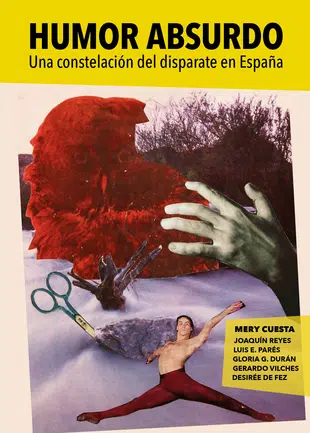 HUMOR ABSURDO
Una constelación del disparate en España
MERY CUESTA
JOAQUÍN REYES
LUIS E. PARÉS
GLORIA G. DURÁN
GERARDO VILCHES
DESIRÉE DE FEZ